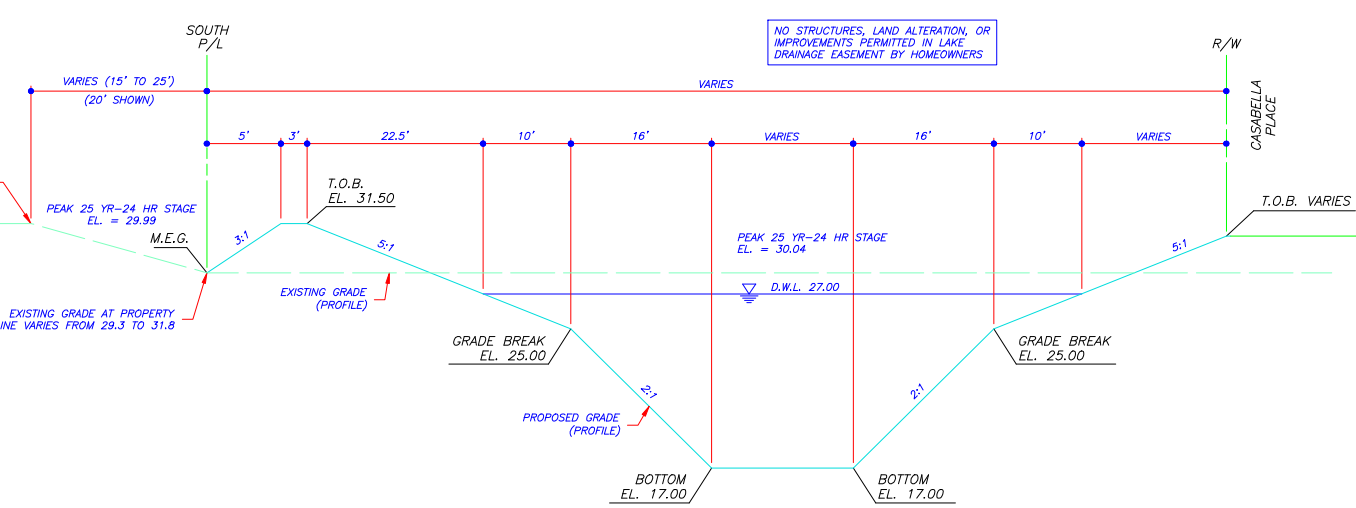 SOUTH
P/L
NO STRUCTURES, LAND ALTERATION, OR
IMPROVEMENTS PERMITTED IN LAKE
DRAINAGE EASEMENT BY HOMEOWNERS
R/W
CASABELLA
PLACE
VARIES (15' TO 25')
(20' SHOWN)
VARIES
5'
3'
22.5'
10'
16'
VARIES
16'
10'
VARIES
T.O.B.
EL. 31.50
T.O.B. VARIES
PEAK 25 YR-24 HR STAGE
EL. = 29.99
M.E.G.
3:1
5:1
PEAK 25 YR-24 HR STAGE
EL. = 30.04
5:1
EXISTING GRADE
(PROFILE)
D.W.L. 27.00
EXISTING GRADE AT PROPERTY
INE VARIES FROM 29.3 TO 31.8
GRADE BREAK
EL. 25.00
GRADE BREAK
EL. 25.00
2:1
2:1
PROPOSED GRADE
(PROFILE)
BOTTOM
EL. 17.00
BOTTOM
EL. 17.00